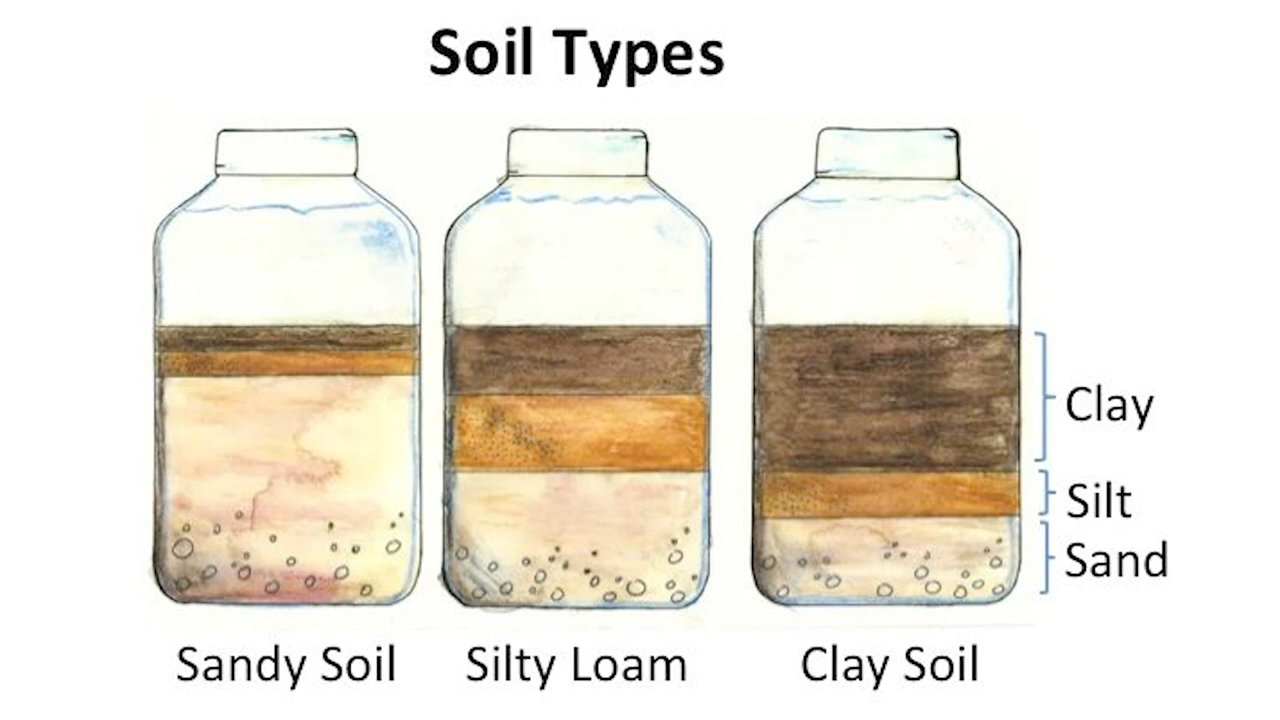 Soil Types
Clay
Silt
Sand
Sandy Soil
Silty Loam
Clay Soil